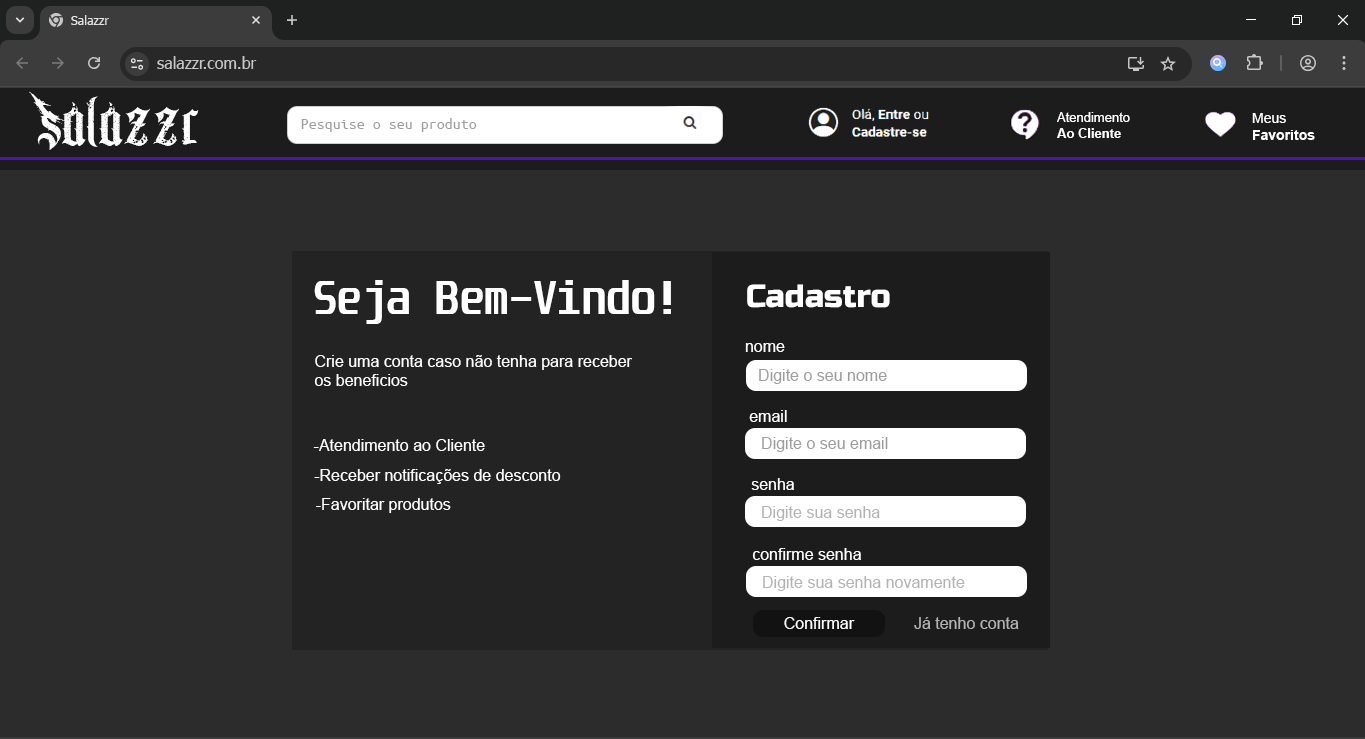 Salazzr
salazzr.com.br
Salazzr
Pesquise o seu produto
Olá, Entre ou
Cadastre-se
Atendimento
Ao Cliente
Meus
Favoritos
Seja Bem-Vindo!
Crie uma conta caso não tenha para receber
os beneficios
-Atendimento ao Cliente
-Receber notificações de desconto
-Favoritar produtos
Cadastro
nome
Digite o seu nome
email
Digite o seu email
senha
Digite sua senha
confirme senha
Digite sua senha novamente
Confirmar
Já tenho conta